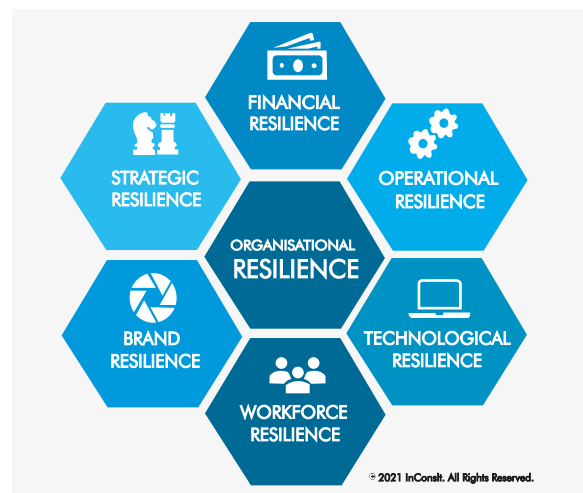 FINANCIAL
RESILIENCE
STRATEGIC
RESILIENCE
OPERATIONAL
RESILIENCE
ORGANISATIONAL
RESILIENCE
BRAND
RESILIENCE
TECHNOLOGICAL
RESILIENCE
WORKFORCE
RESILIENCE
© 2021 InConslt. All Rights Reserved.